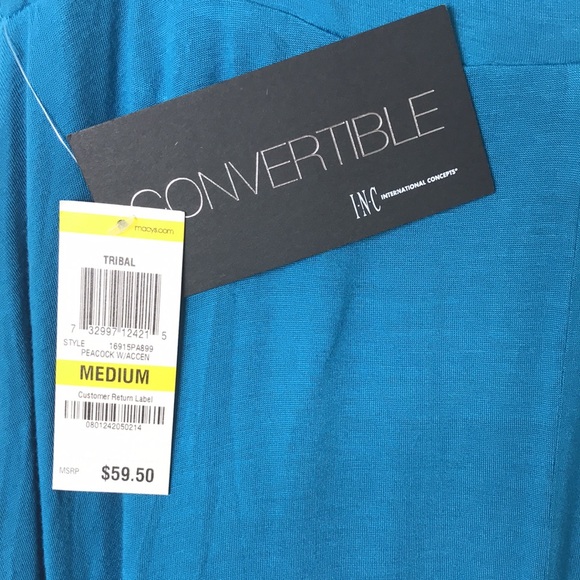 CONVERTIBLE
I·N·C INTERNATIONAL CONCEPTS®
macys.com
TRIBAL
7 32997 12421 5
STYLE 16915PA899
PEACOCK W/ACCEN
MEDIUM
Customer Return Label
0801242050214
MSRP $59.50